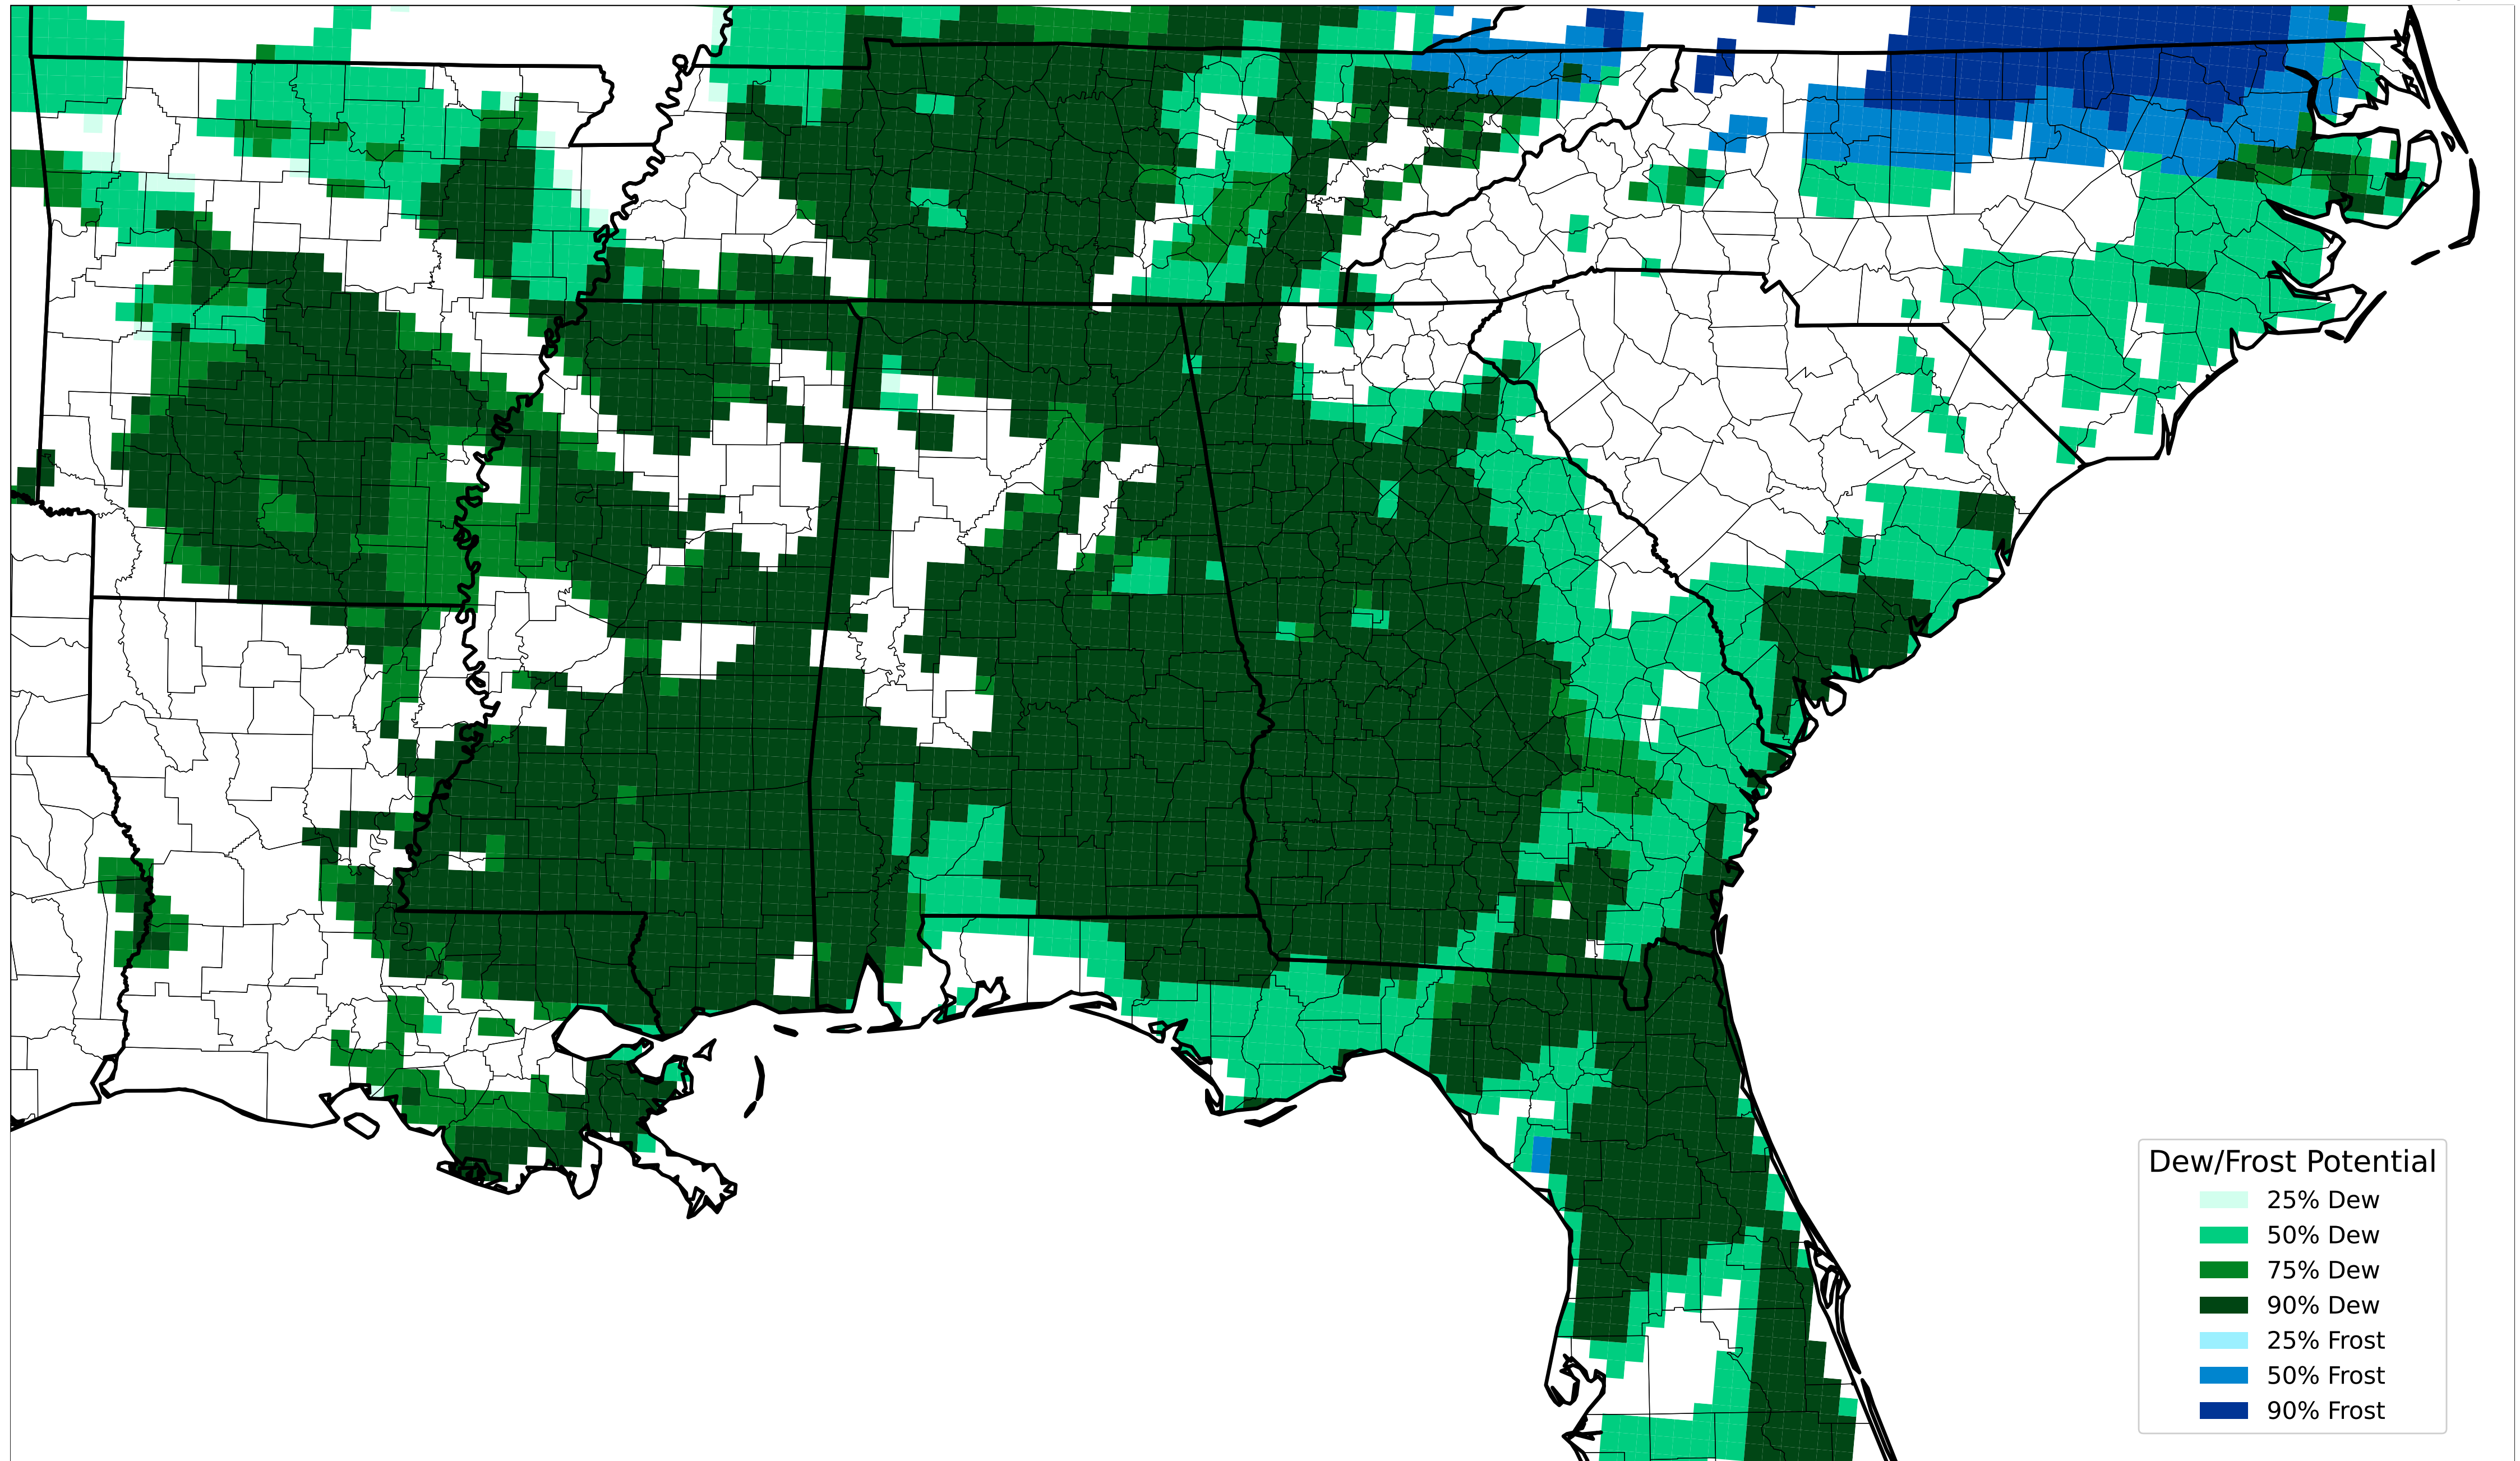 Dew/Frost Potential
25% Dew
50% Dew
75% Dew
90% Dew
25% Frost
50% Frost
90% Frost